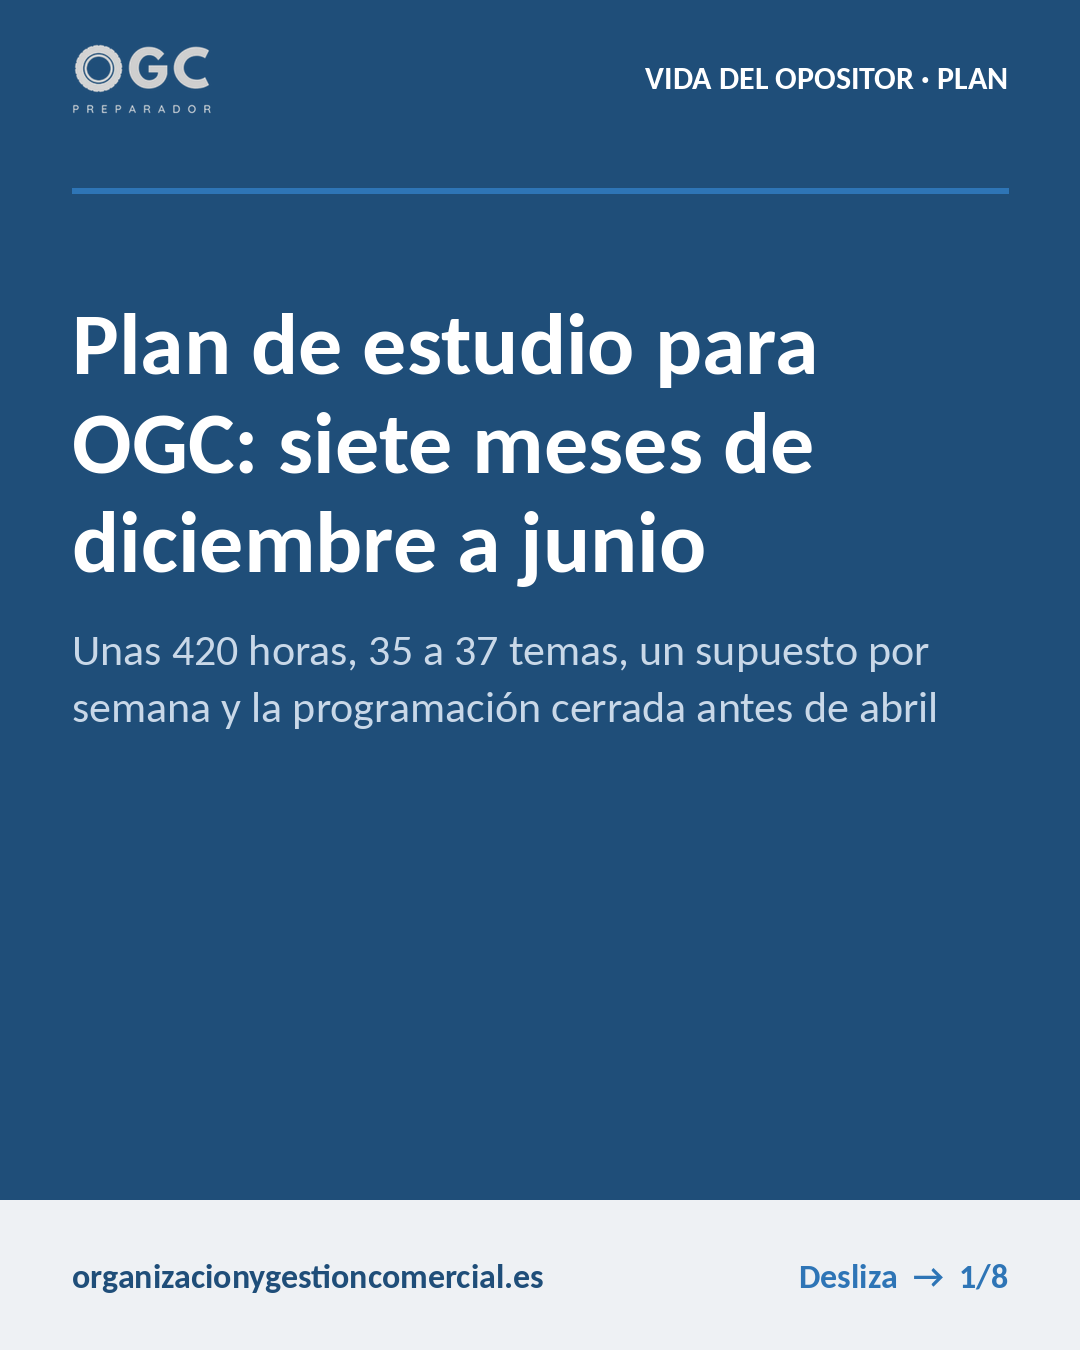 OGC
PREPARADOR
VIDA DEL OPOSITOR · PLAN
Plan de estudio para
OGC: siete meses de
diciembre a junio
Unas 420 horas, 35 a 37 temas, un supuesto por
semana y la programación cerrada antes de abril
organizacionygestioncomercial.es
Desliza → 1/8